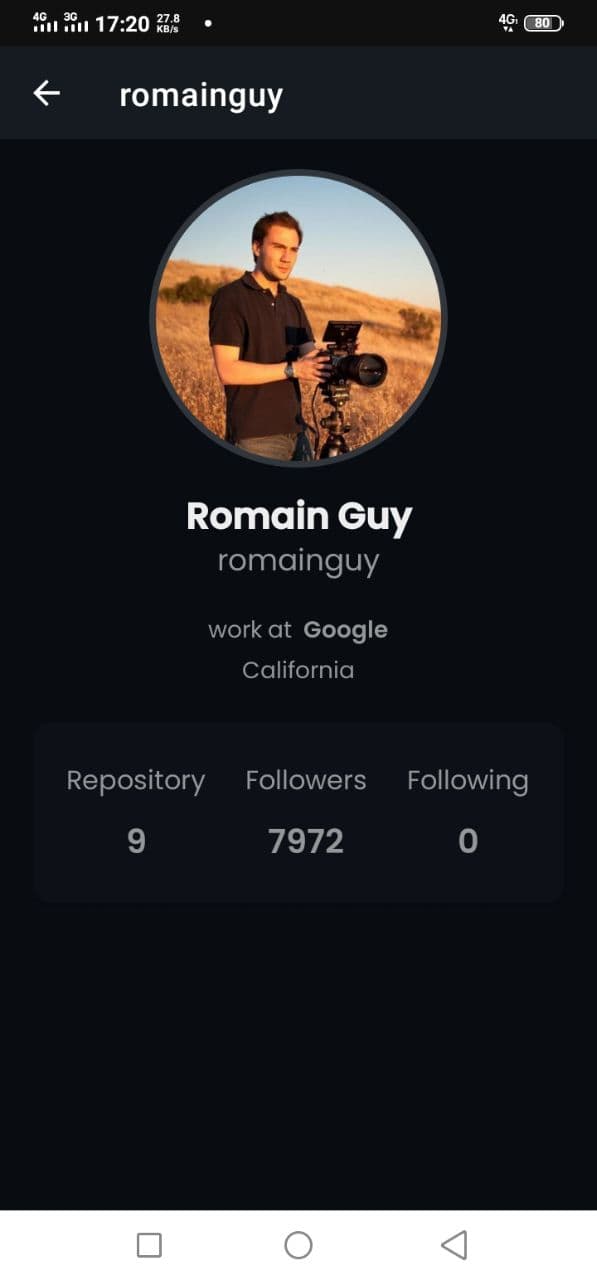 4G 3G 17:20 27.8 KB/s 4G 80
romainguy
Romain Guy
romainguy
work at Google
California
Repository Followers Following
9 7972 0